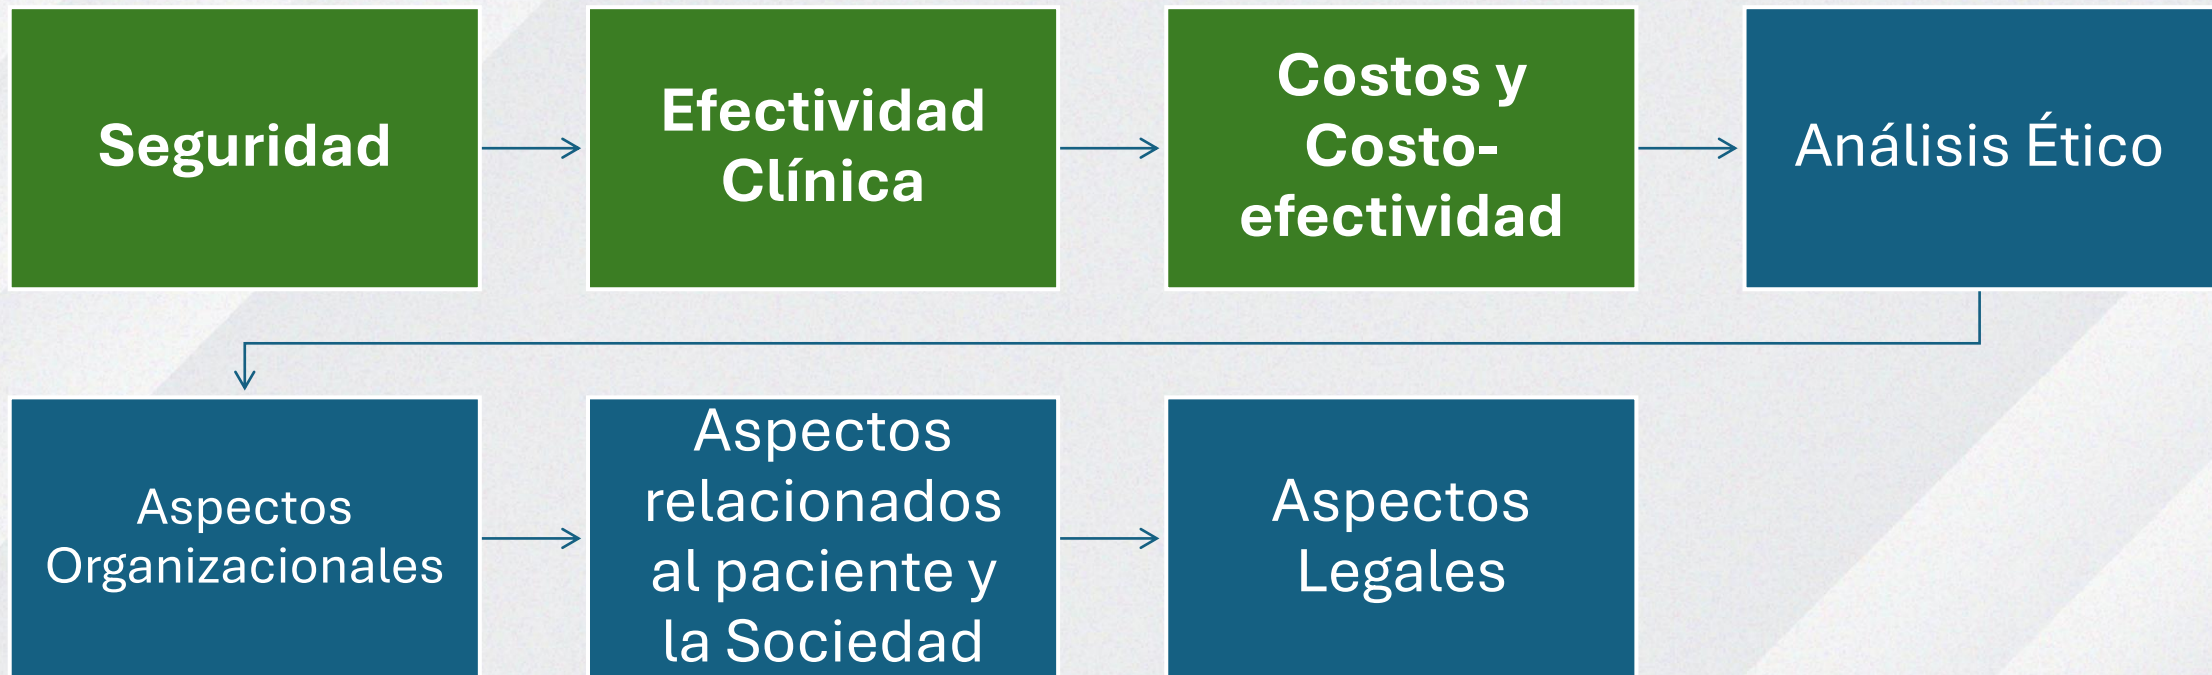 Seguridad
Efectividad
Clínica
Costos y
Costo-
efectividad
Análisis Ético
Aspectos
Organizacionales
Aspectos
relacionados
al paciente y
la Sociedad
Aspectos
Legales